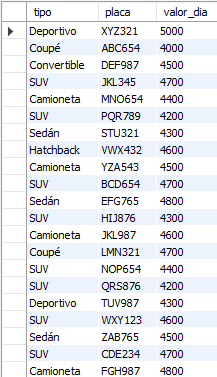 tipo placa valor_dia
Deportivo XYZ321 5000
Coupé ABC654 4000
Convertible DEF987 4500
SUV JKL345 4700
Camioneta MNO654 4400
SUV PQR789 4200
Sedán STU321 4300
Hatchback VWX432 4600
Camioneta YZA543 4500
SUV BCD654 4700
Sedán EFG765 4800
SUV HIJ876 4300
Camioneta JKL987 4600
Coupé LMN321 4700
SUV NOP654 4400
SUV QRS876 4200
Deportivo TUV987 4300
SUV WXY123 4600
Sedán ZAB765 4500
SUV CDE234 4700
Camioneta FGH987 4800